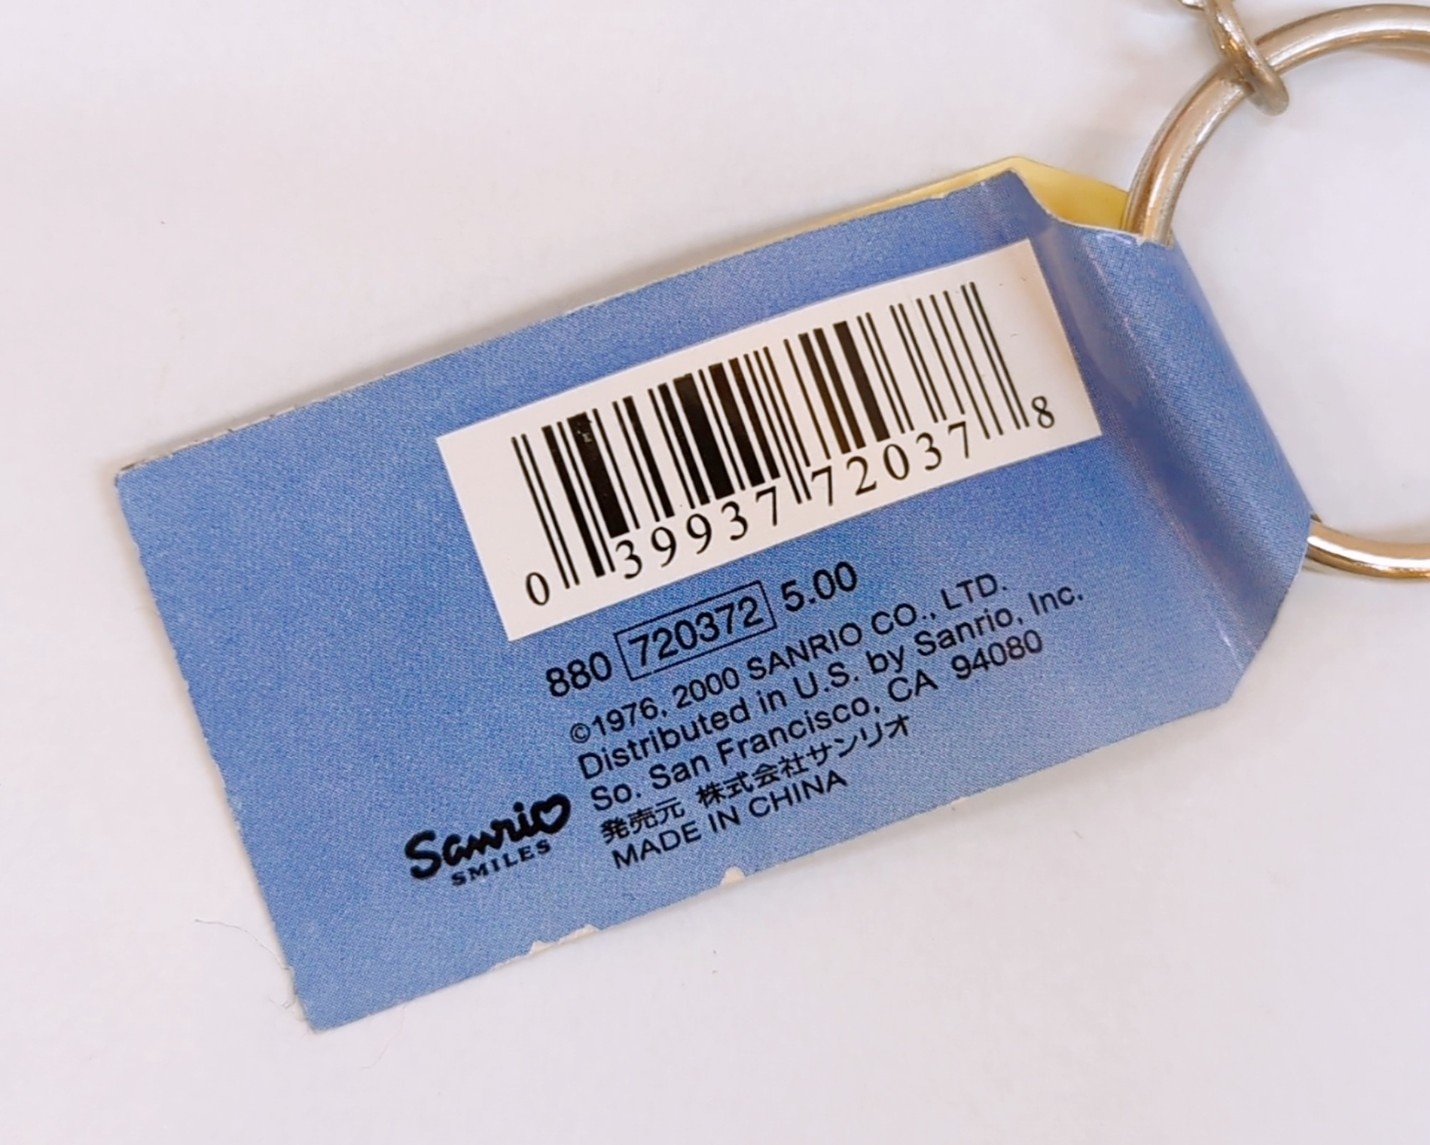 0 39937 72037 8
880 720372 5.00
©1976, 2000 SANRIO CO., LTD.
Distributed in U.S. by Sanrio, Inc.
So. San Francisco, CA 94080
発売元 株式会社サンリオ
MADE IN CHINA
Sanrio
SMILES